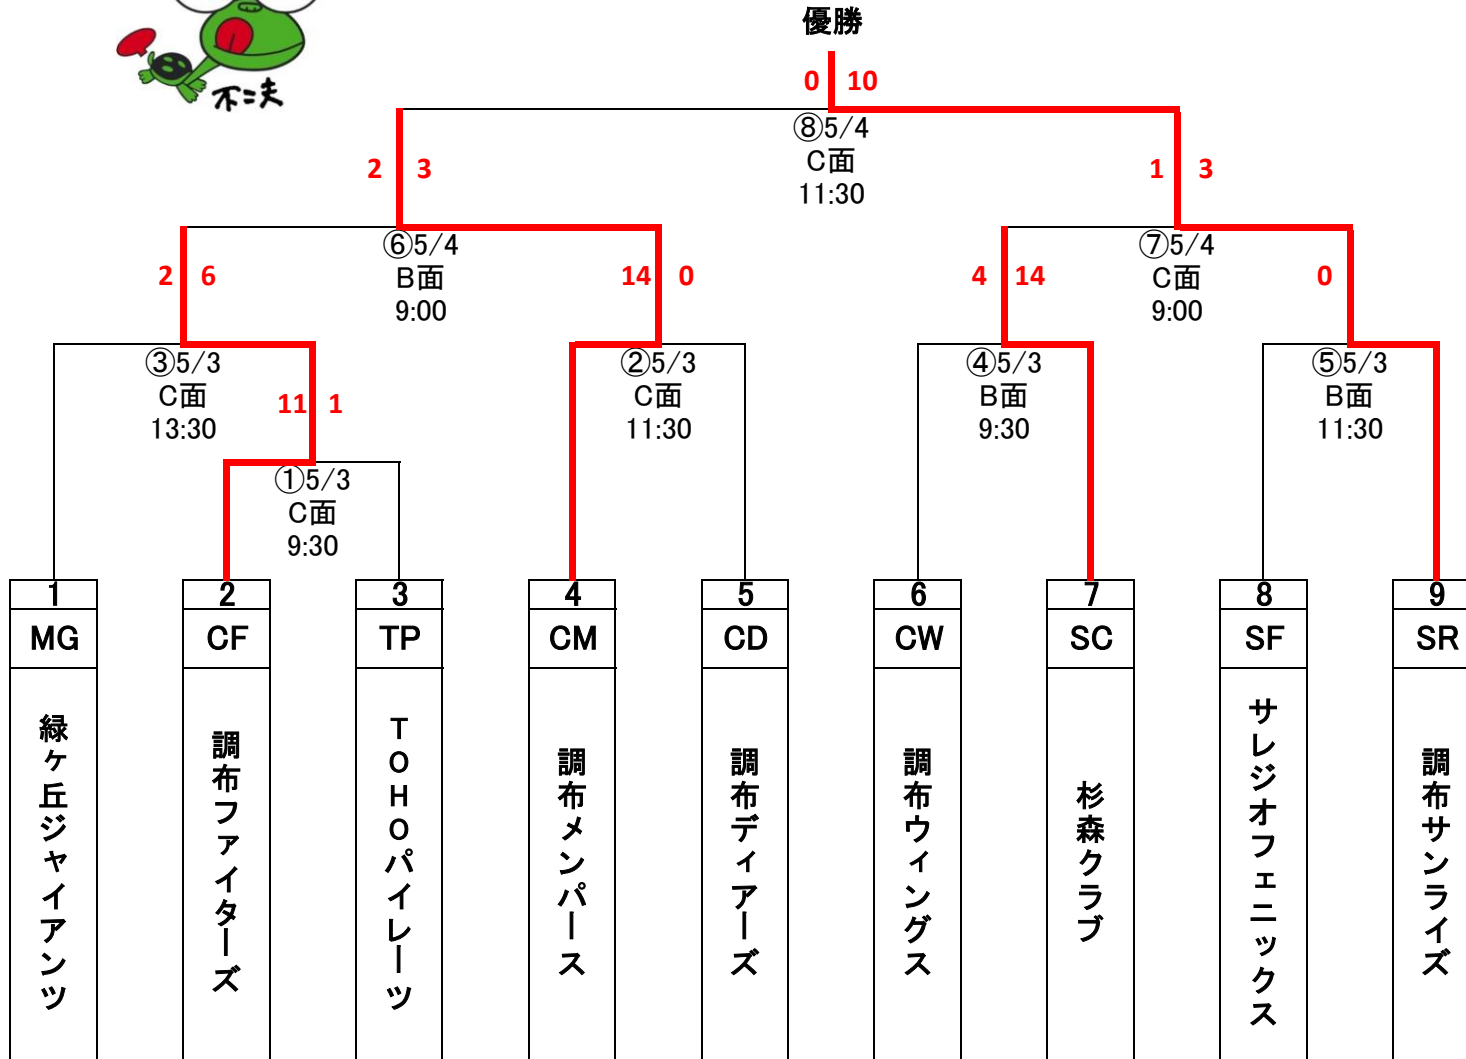 優勝
不二夫
0 10
⑧5/4
C面
11:30
2 3
1 3
⑥5/4
B面
9:00
⑦5/4
C面
9:00
2 6
14 0
4 14
0
③5/3
C面
13:30
②5/3
C面
11:30
④5/3
B面
9:30
⑤5/3
B面
11:30
11 1
①5/3
C面
9:30
1 2 3 4 5 6 7 8 9
MG CF TP CM CD CW SC SF SR
緑ヶ丘ジャイアンツ
調布ファイターズ
TOHOパイレーツ
調布メンパース
調布ディアーズ
調布ウィングス
杉森クラブ
サレジオフェニックス
調布サンライズ